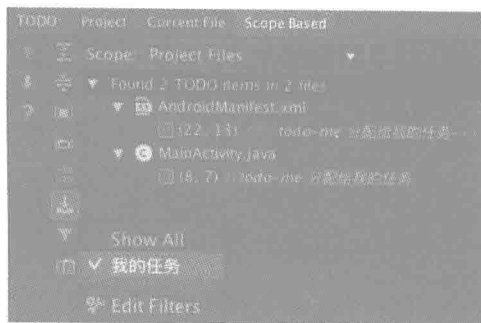 TODO: Project Current File Scope Based
Scope: Project Files
Found 2 TODO items in 2 files
AndroidManifest.xml
(22, 13) todo-me 分配给我的任务
MainActivity.java
(8, 7) todo-me 分配给我的任务
Show All
我的任务
Edit Filters